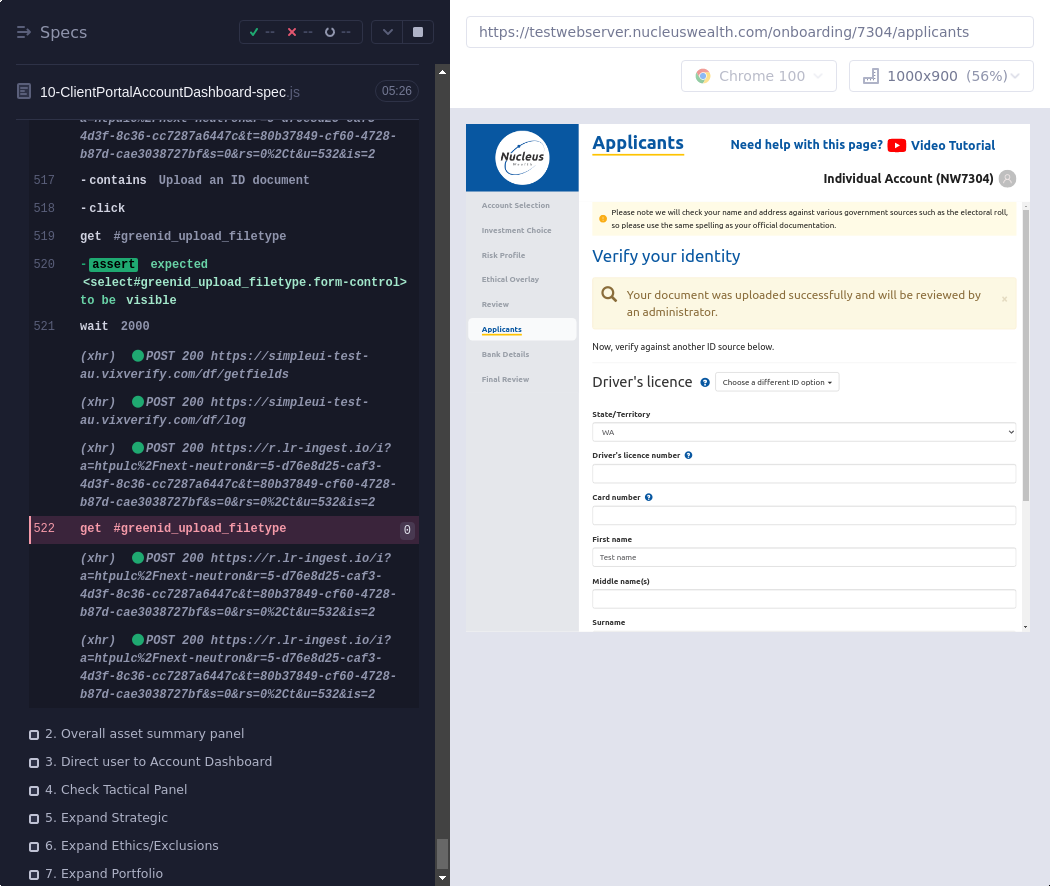 Specs
--
--
--
10-ClientPortalAccountDashboard-spec.js
05:26
4d3f-8c36-cc7287a6447c&t=80b37849-cf60-4728-
b87d-cae3038727bf&s=0&rs=0%2Ct&u=532&is=2
517 -contains Upload an ID document
518 -click
519 get #greenid_upload_filetype
520 -assert expected
<select#greenid_upload_filetype.form-control>
to be visible
521 wait 2000
(xhr) POST 200 https://simpleui-test-
au.vixverify.com/df/getfields
(xhr) POST 200 https://simpleui-test-
au.vixverify.com/df/log
(xhr) POST 200 https://r.lr-ingest.io/i?
a=htpulc%2Fnext-neutron&r=5-d76e8d25-caf3-
4d3f-8c36-cc7287a6447c&t=80b37849-cf60-4728-
b87d-cae3038727bf&s=0&rs=0%2Ct&u=532&is=2
522 get #greenid_upload_filetype 0
(xhr) POST 200 https://r.lr-ingest.io/i?
a=htpulc%2Fnext-neutron&r=5-d76e8d25-caf3-
4d3f-8c36-cc7287a6447c&t=80b37849-cf60-4728-
b87d-cae3038727bf&s=0&rs=0%2Ct&u=532&is=2
(xhr) POST 200 https://r.lr-ingest.io/i?
a=htpulc%2Fnext-neutron&r=5-d76e8d25-caf3-
4d3f-8c36-cc7287a6447c&t=80b37849-cf60-4728-
b87d-cae3038727bf&s=0&rs=0%2Ct&u=532&is=2
2. Overall asset summary panel
3. Direct user to Account Dashboard
4. Check Tactical Panel
5. Expand Strategic
6. Expand Ethics/Exclusions
7. Expand Portfolio
https://testwebserver.nucleuswealth.com/onboarding/7304/applicants
Chrome 100
1000x900 (56%)
Nucleus
Wealth
Account Selection
Investment Choice
Risk Profile
Ethical Overlay
Review
Applicants
Bank Details
Final Review
Applicants
Need help with this page? Video Tutorial
Individual Account (NW7304)
Please note we will check your name and address against various government sources such as the electoral roll,
so please use the same spelling as your official documentation.
Verify your identity
Your document was uploaded successfully and will be reviewed by
an administrator.
×
Now, verify against another ID source below.
Driver's licence ? Choose a different ID option
State/Territory
WA
Driver's licence number ?
Card number ?
First name
Test name
Middle name(s)
Surname